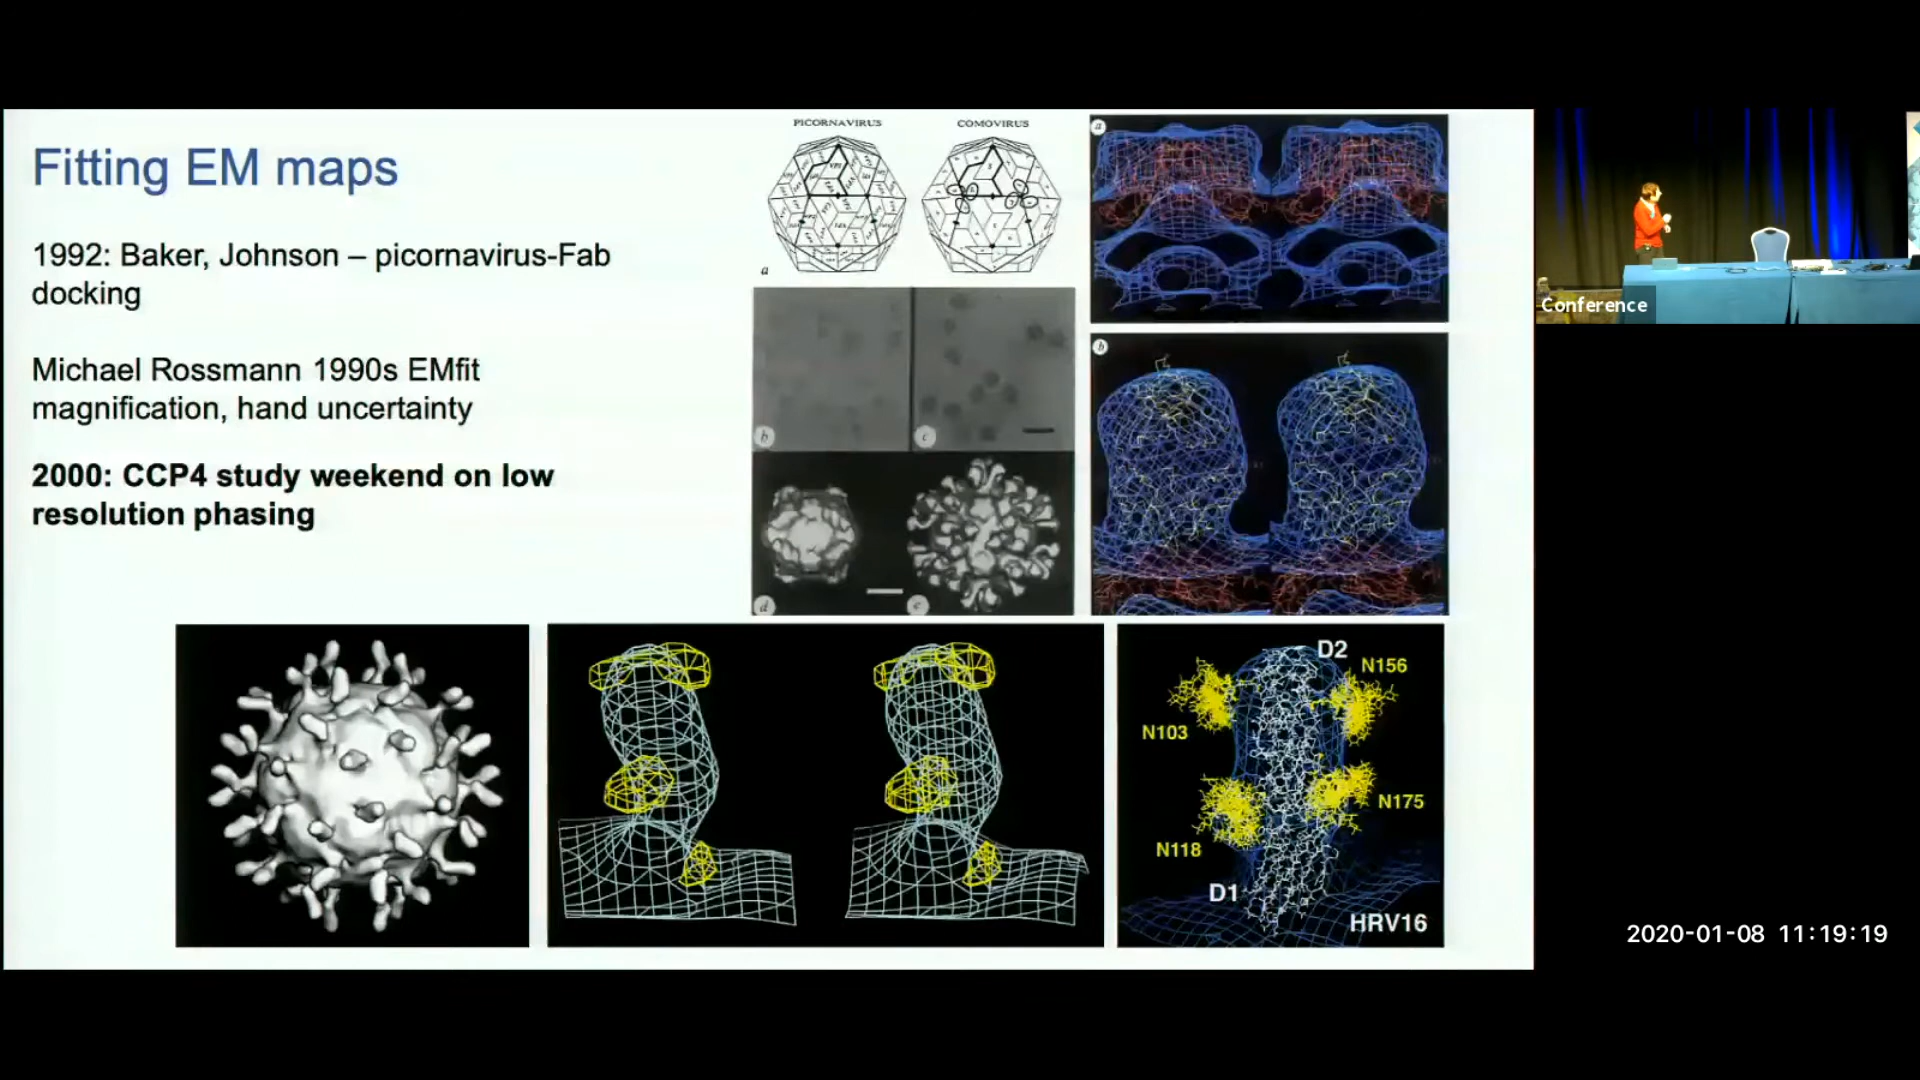 Fitting EM maps
1992: Baker, Johnson – picornavirus-Fab
docking
Michael Rossmann 1990s EMfit
magnification, hand uncertainty
2000: CCP4 study weekend on low
resolution phasing
PICORNAVIRUS
COMOVIRUS
a
b
c
d
e
a
b
D2
N156
N103
N175
N118
D1
HRV16
Conference
2020-01-08 11:19:19